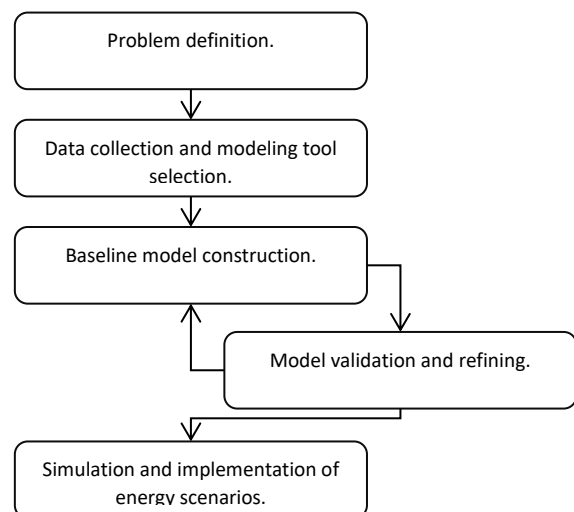 Problem definition.
Data collection and modeling tool
selection.
Baseline model construction.
Model validation and refining.
Simulation and implementation of
energy scenarios.